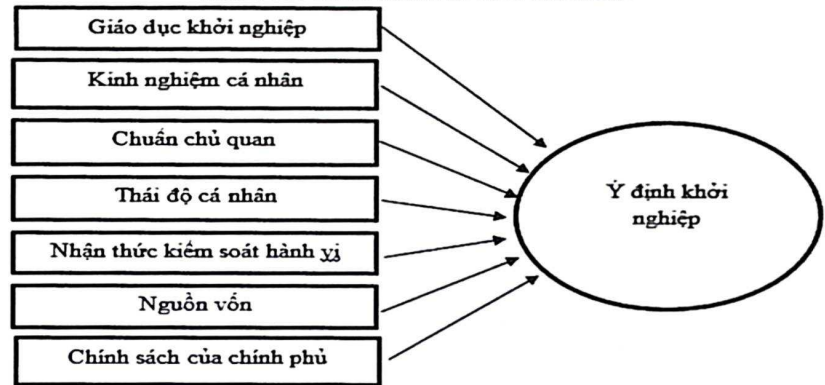 Giáo dục khởi nghiệp
Kinh nghiệm cá nhân
Chuẩn chủ quan
Thái độ cá nhân
Nhận thức kiểm soát hành vi
Nguồn vốn
Chính sách của chính phủ
Ý định khởi
nghiệp